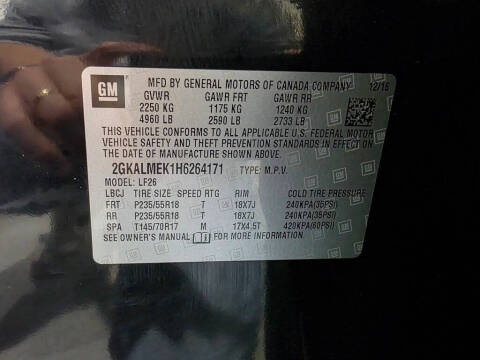 GM
MFD BY GENERAL MOTORS OF CANADA COMPANY 12/16
GVWR GAWR FRT GAWR RR
2250 KG 1175 KG 1240 KG
4960 LB 2590 LB 2733 LB
THIS VEHICLE CONFORMS TO ALL APPLICABLE U.S. FEDERAL MOTOR
VEHICLE SAFETY AND THEFT PREVENTION STANDARDS IN EFFECT ON
THE DATE OF MANUFACTURE SHOWN ABOVE.
2GKALMEK1H6264171 TYPE: M.P.V.
MODEL: LF26
LBCJ TIRE SIZE SPEED RTG RIM COLD TIRE PRESSURE
FRT P235/55R18 T 18X7J 240KPA(35PSI)
RR P235/55R18 T 18X7J 240KPA(35PSI)
SPA T145/70R17 M 17X4.5T 420KPA(60PSI)
SEE OWNER'S MANUAL FOR MORE INFORMATION.